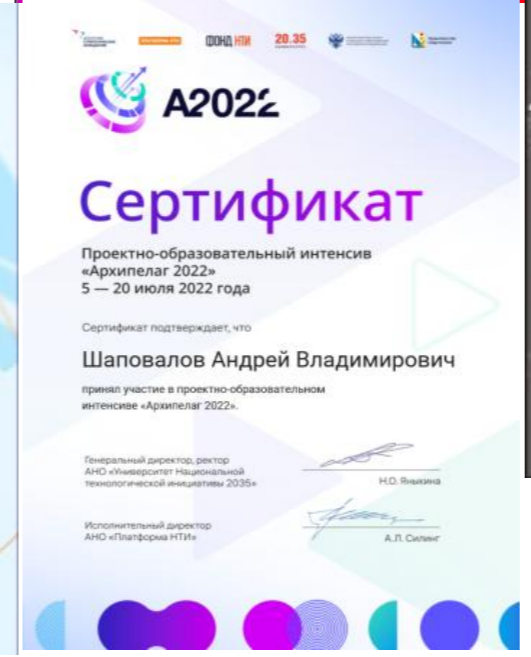 ФОНД НТИ
20.35
А2022
Сертификат
Проектно-образовательный интенсив
«Архипелаг 2022»
5 — 20 июля 2022 года
Сертификат подтверждает, что
Шаповалов Андрей Владимирович
принял участие в проектно-образовательном
интенсиве «Архипелаг 2022».
Генеральный директор, ректор
АНО «Университет Национальной
технологической инициативы 2035»
Н.О. Яныкина
Исполнительный директор
АНО «Платформа НТИ»
А.Л. Силинг